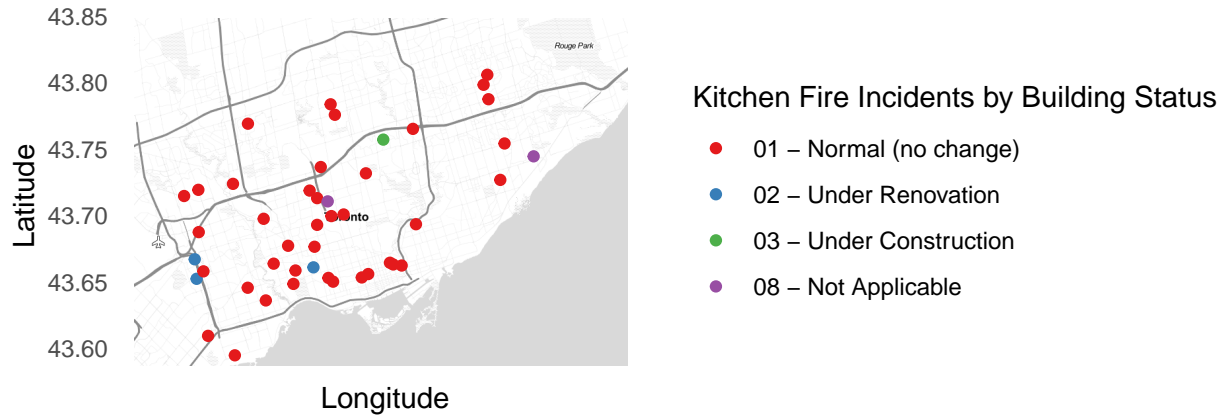 43.85
43.80
43.75
43.70
43.65
43.60
Latitude
Longitude
Rouge Park
Toronto
Kitchen Fire Incidents by Building Status
01 – Normal (no change)
02 – Under Renovation
03 – Under Construction
08 – Not Applicable